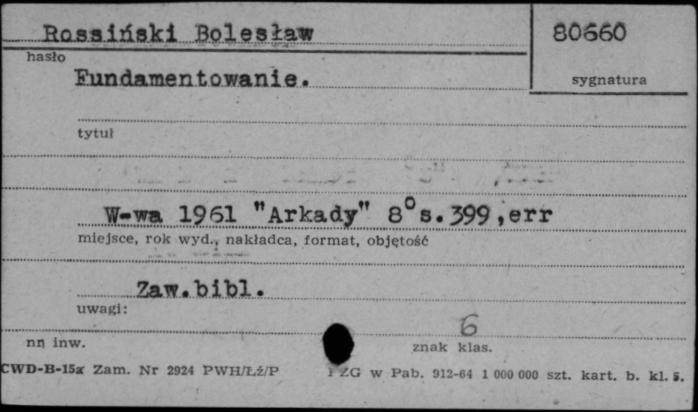 Rossiński Bolesław 80660
hasło
sygnatura
Fundamentowanie.
tytuł
W-wa 1961 "Arkady" 8° s.399,err
miejsce, rok wyd., nakładca, format, objętość
Zaw.bibl.
uwagi:
6
nr inw. znak klas.
CWD-B-15a Zam. Nr 2924 PWH/Łź/P PZG w Pab. 912-64 1 000 000 szt. kart. b. kl. 5.